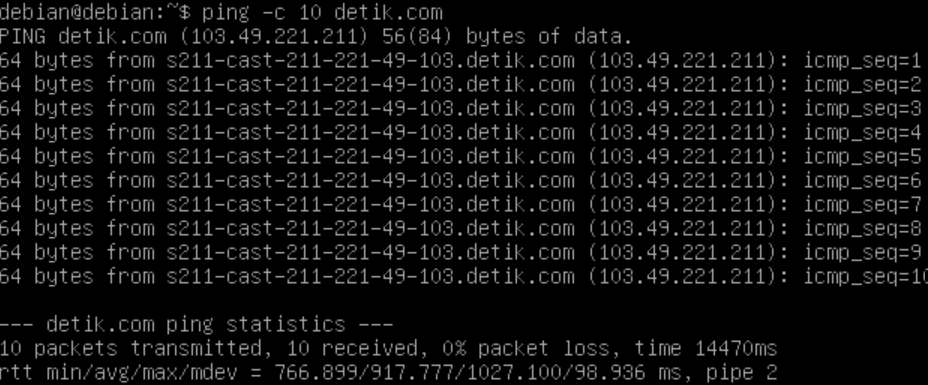 debian@debian:~$ ping -c 10 detik.com
PING detik.com (103.49.221.211) 56(84) bytes of data.
64 bytes from s211-cast-211-221-49-103.detik.com (103.49.221.211): icmp_seq=1
64 bytes from s211-cast-211-221-49-103.detik.com (103.49.221.211): icmp_seq=2
64 bytes from s211-cast-211-221-49-103.detik.com (103.49.221.211): icmp_seq=3
64 bytes from s211-cast-211-221-49-103.detik.com (103.49.221.211): icmp_seq=4
64 bytes from s211-cast-211-221-49-103.detik.com (103.49.221.211): icmp_seq=5
64 bytes from s211-cast-211-221-49-103.detik.com (103.49.221.211): icmp_seq=6
64 bytes from s211-cast-211-221-49-103.detik.com (103.49.221.211): icmp_seq=7
64 bytes from s211-cast-211-221-49-103.detik.com (103.49.221.211): icmp_seq=8
64 bytes from s211-cast-211-221-49-103.detik.com (103.49.221.211): icmp_seq=9
64 bytes from s211-cast-211-221-49-103.detik.com (103.49.221.211): icmp_seq=10
--- detik.com ping statistics ---
10 packets transmitted, 10 received, 0% packet loss, time 14470ms
rtt min/avg/max/mdev = 766.899/917.777/1027.100/98.936 ms, pipe 2